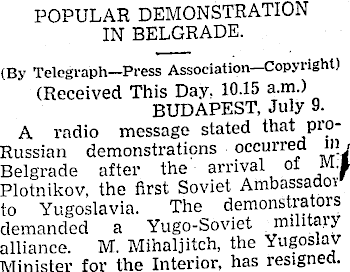 POPULAR DEMONSTRATION
IN BELGRADE.
(By Telegraph—Press Association—Copyright)
(Received This Day, 10.15 a.m.)
BUDAPEST, July 9.
A radio message stated that pro-
Russian demonstrations occurred in
Belgrade after the arrival of M.
Plotnikov, the first Soviet Ambassador
to Yugoslavia. The demonstrators
demanded a Yugo-Soviet military
alliance. M. Mihaljitch, the Yugoslav
Minister for the Interior, has resigned.